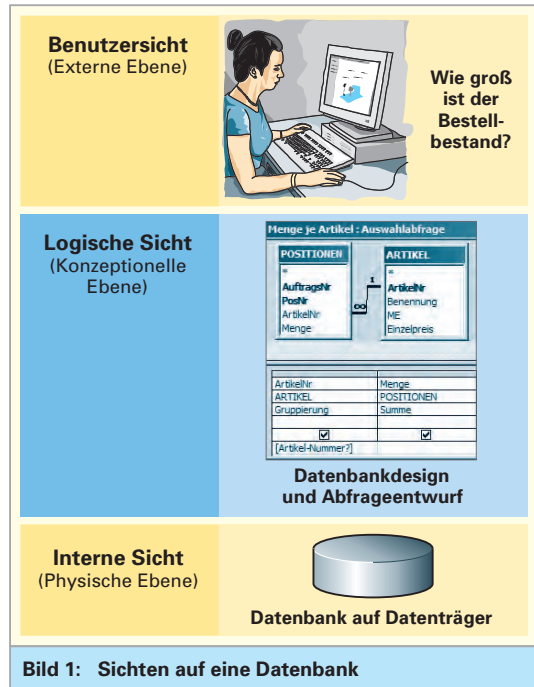 Benutzersicht
(Externe Ebene)
Wie groß
ist der
Bestell-
bestand?
Logische Sicht
(Konzeptionelle
Ebene)
Menge je Artikel : Auswahlabfrage
POSITIONEN
*
AuftragsNr
PosNr
ArtikelNr
Menge
∞
1
ARTIKEL
*
ArtikelNr
Benennung
ME
Einzelpreis
ArtikelNr Menge
ARTIKEL POSITIONEN
Gruppierung Summe
[Artikel-Nummer?]
Datenbankdesign
und Abfrageentwurf
Interne Sicht
(Physische Ebene)
Datenbank auf Datenträger
Bild 1: Sichten auf eine Datenbank